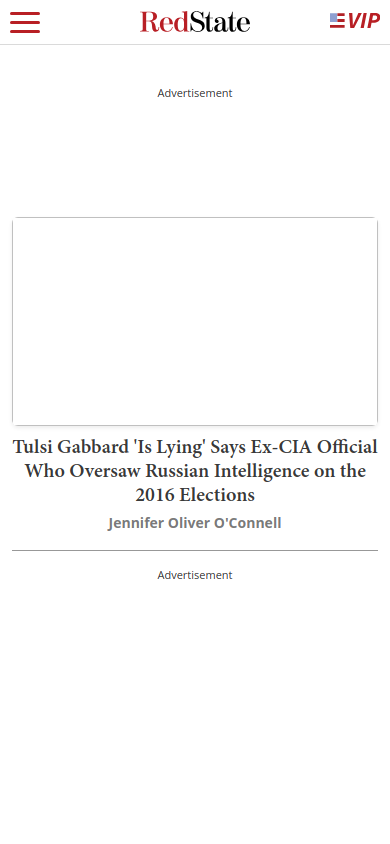 RedState
VIP
Advertisement
Tulsi Gabbard 'Is Lying' Says Ex-CIA Official
Who Oversaw Russian Intelligence on the
2016 Elections
Jennifer Oliver O'Connell
Advertisement